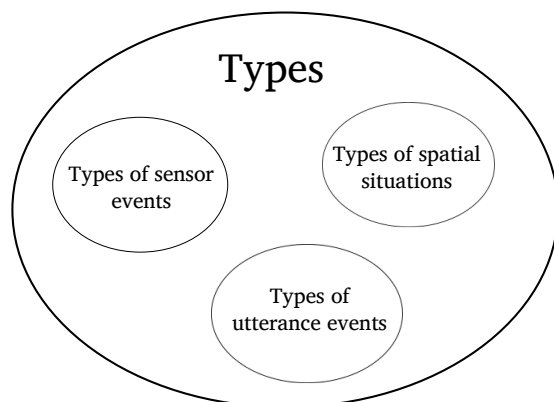 Types
Types of sensor
events
Types of spatial
situations
Types of
utterance events